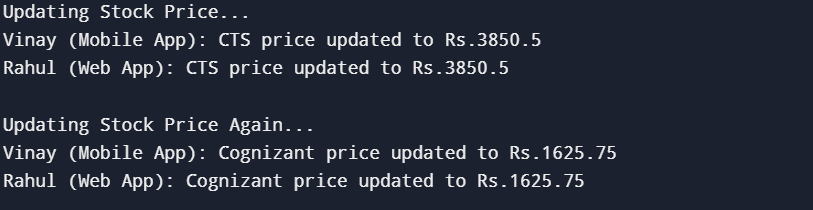 Updating Stock Price...
Vinay (Mobile App): CTS price updated to Rs.3850.5
Rahul (Web App): CTS price updated to Rs.3850.5
Updating Stock Price Again...
Vinay (Mobile App): Cognizant price updated to Rs.1625.75
Rahul (Web App): Cognizant price updated to Rs.1625.75